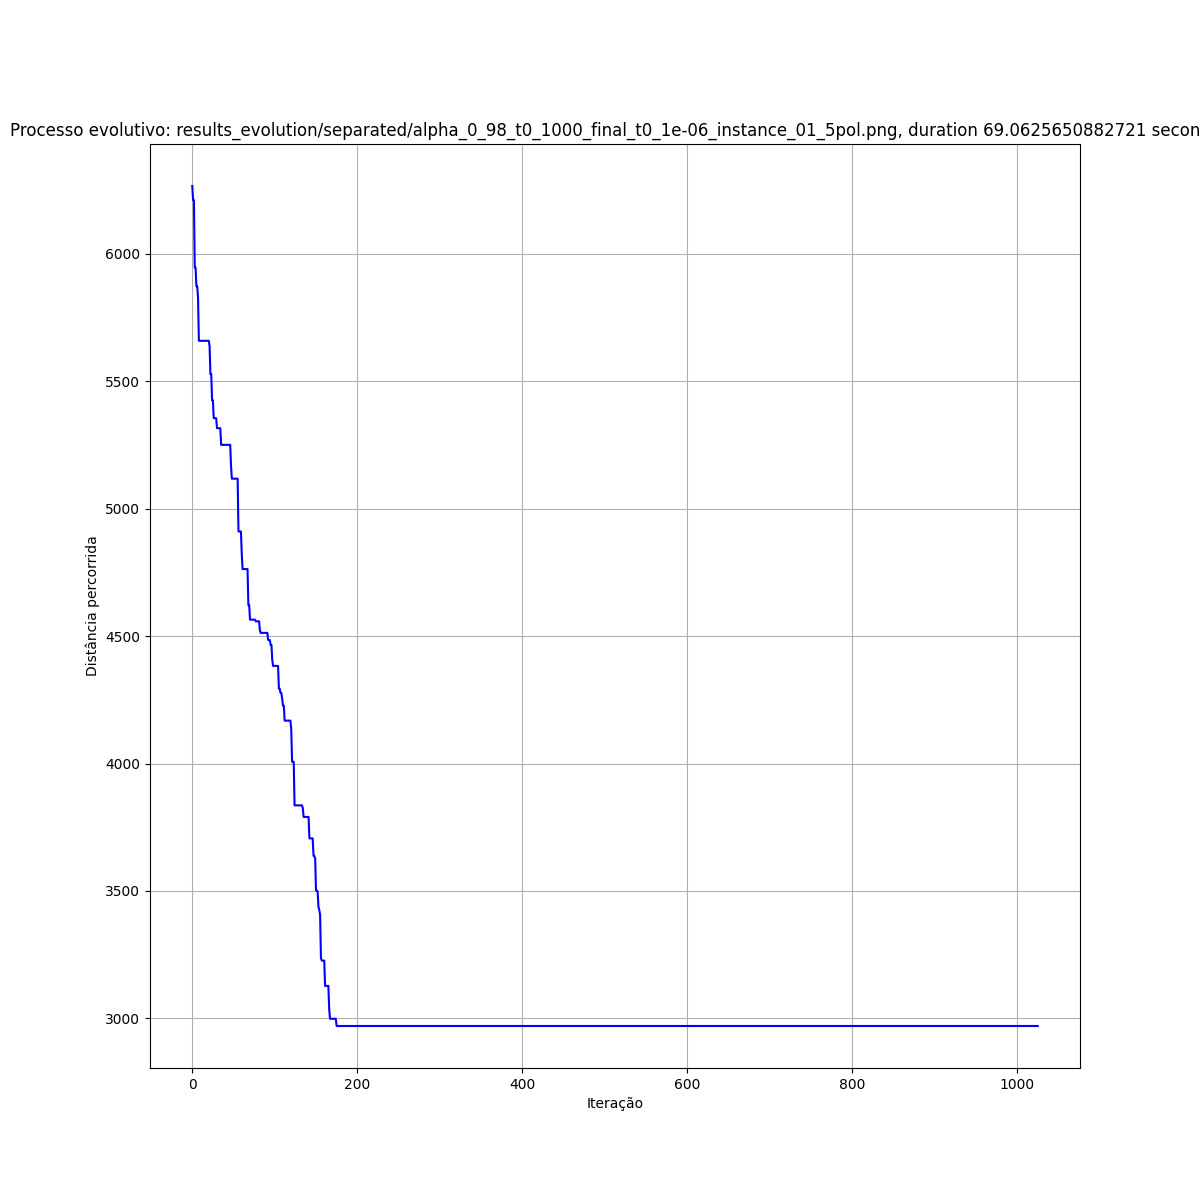 Processo evolutivo: results_evolution/separated/alpha_0_98_t0_1000_final_t0_1e-06_instance_01_5pol.png, duration 69.0625650882721 secon
6000
5500
5000
4500
4000
3500
3000
Distância percorrida
0 200 400 600 800 1000
Iteração